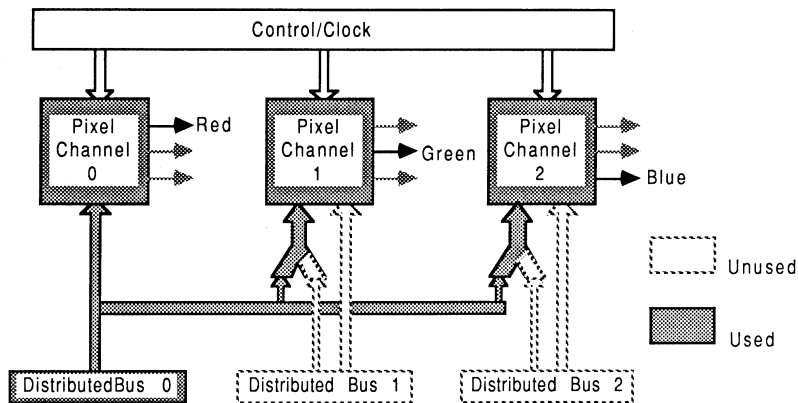 Control/Clock
Pixel
Channel
0
Red
Pixel
Channel
1
Green
Pixel
Channel
2
Blue
Unused
Used
DistributedBus 0
Distributed Bus 1
Distributed Bus 2